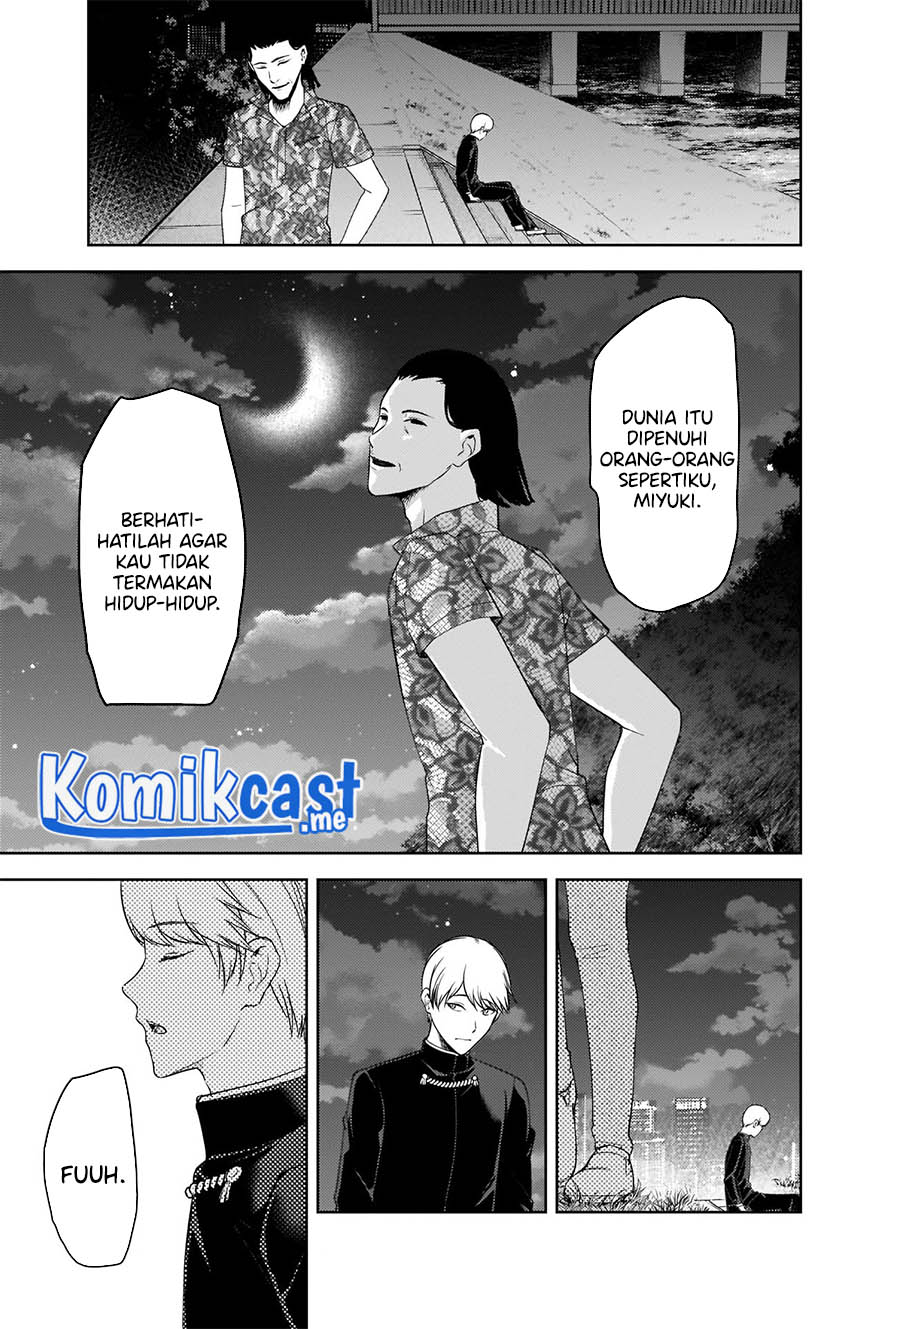 DUNIA ITU
DIPENUHI
ORANG-ORANG
SEPERTIKU,
MIYUKI.
BERHATI-
HATILAH AGAR
KAU TIDAK
TERMAKAN
HIDUP-HIDUP.
Komikcast
.me
FUUH.